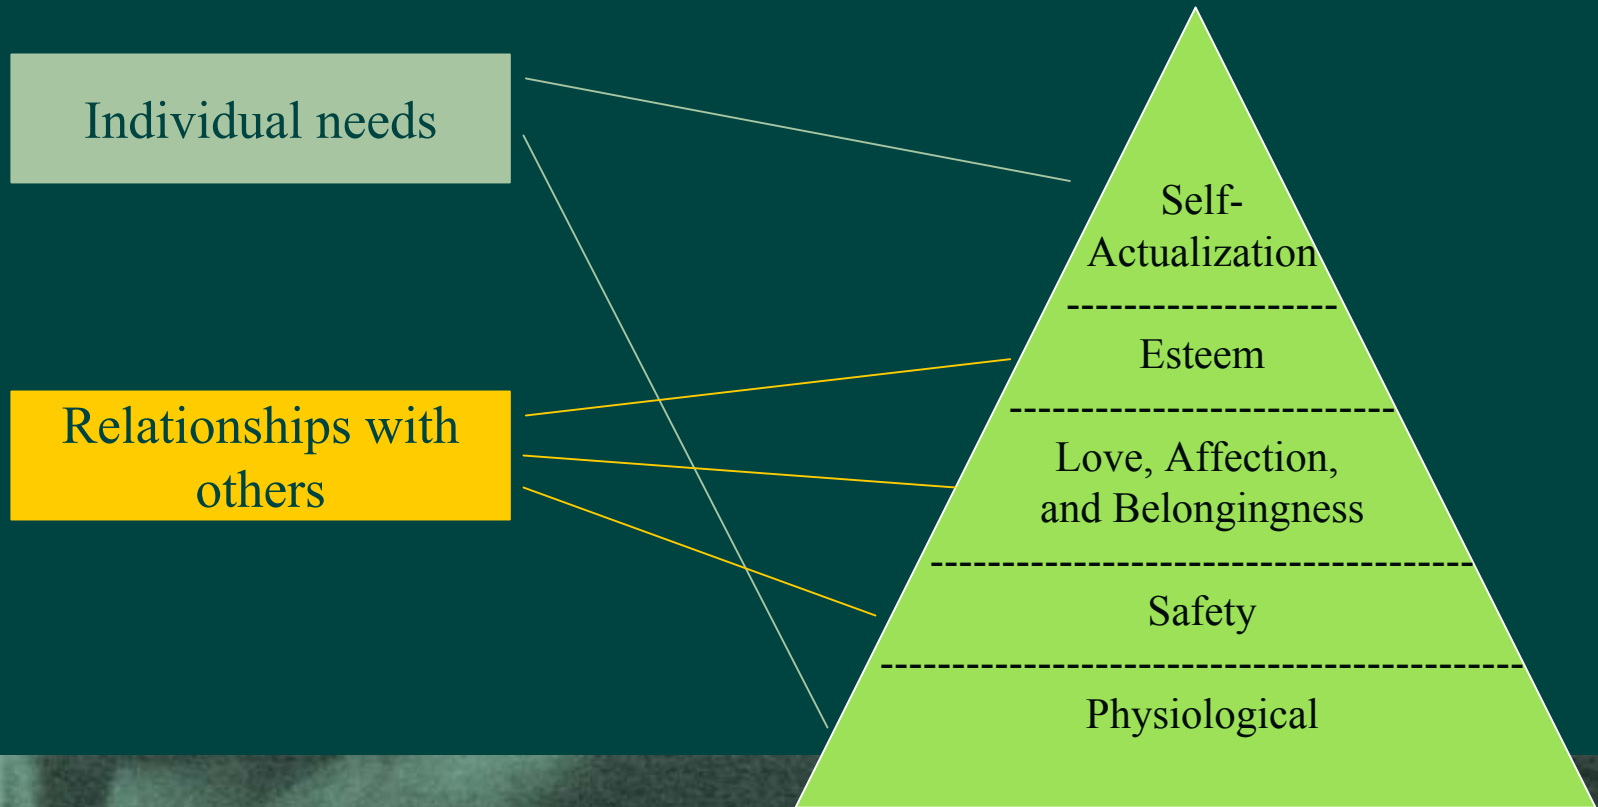 Individual needs
Relationships with
others
Self-
Actualization
-------------------
Esteem
---------------------------
Love, Affection,
and Belongingness
--------------------------------------
Safety
---------------------------------------------
Physiological